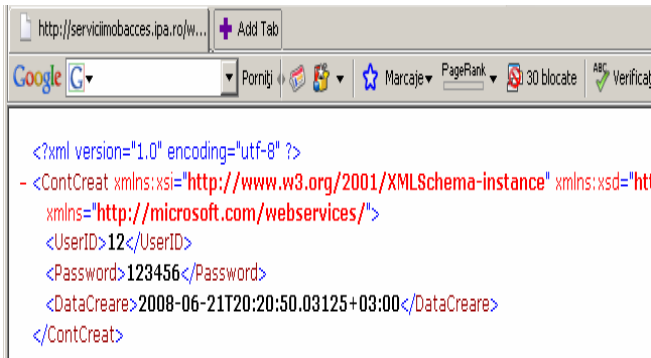 http://serviciimobacces.ipa.ro/w... Add Tab
Google G Porniţi Marcaje PageRank 30 blocate ABC Verificaţ
<?xml version="1.0" encoding="utf-8" ?>
- <ContCreat xmlns:xsi="http://www.w3.org/2001/XMLSchema-instance" xmlns:xsd="htt
xmlns="http://microsoft.com/webservices/">
<UserID>12</UserID>
<Password>123456</Password>
<DataCreare>2008-06-21T20:20:50.03125+03:00</DataCreare>
</ContCreat>